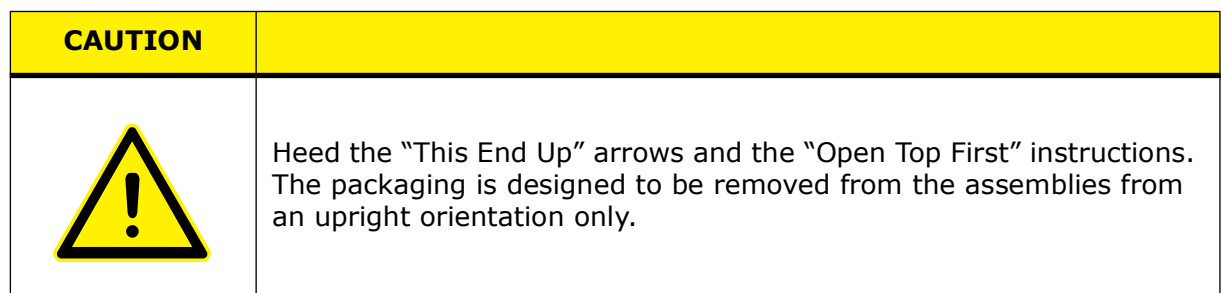 CAUTION
Heed the “This End Up” arrows and the “Open Top First” instructions.
The packaging is designed to be removed from the assemblies from
an upright orientation only.